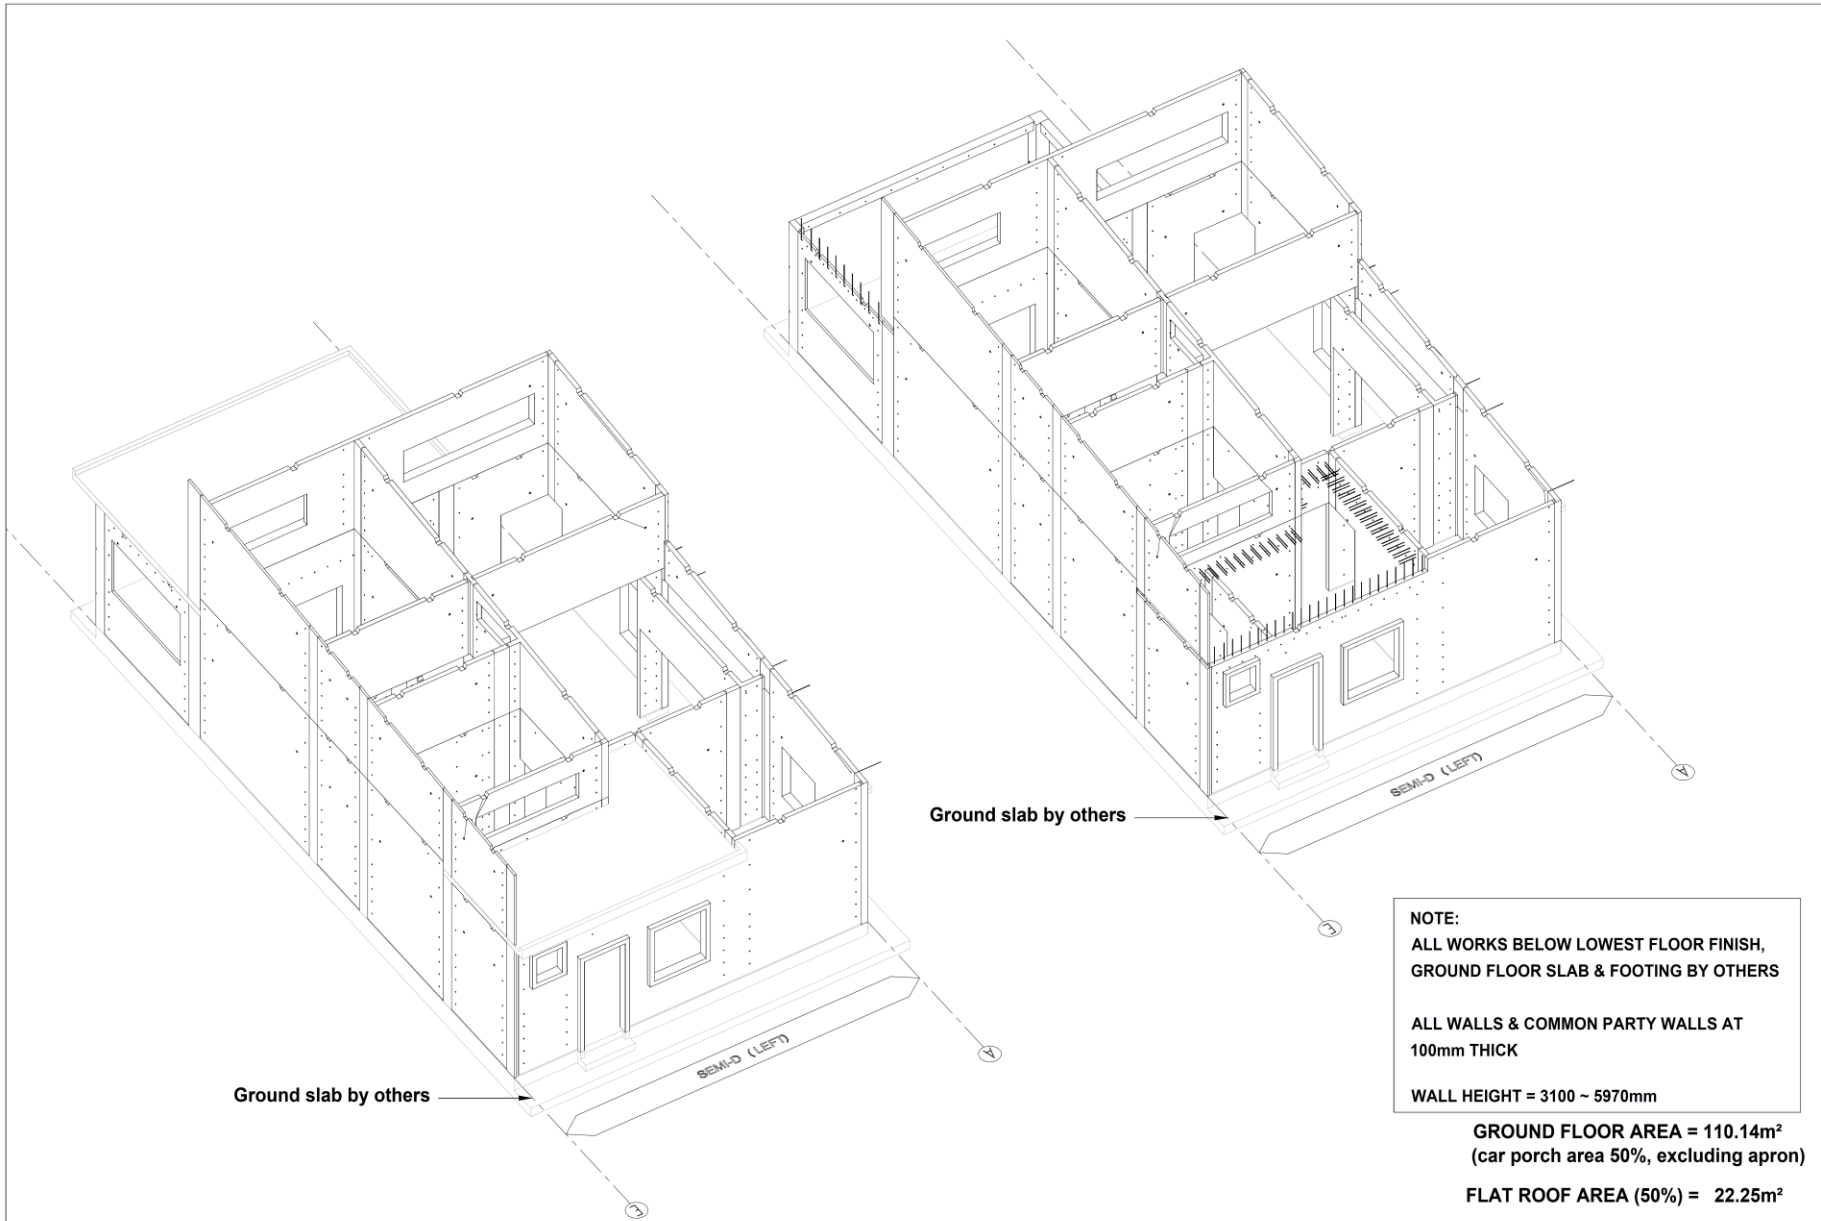 Ground slab by others
SEMI-D (LEFT)
A
E
Ground slab by others
SEMI-D (LEFT)
A
E
NOTE:
ALL WORKS BELOW LOWEST FLOOR FINISH,
GROUND FLOOR SLAB & FOOTING BY OTHERS
ALL WALLS & COMMON PARTY WALLS AT
100mm THICK
WALL HEIGHT = 3100 ~ 5970mm
GROUND FLOOR AREA = 110.14m²
(car porch area 50%, excluding apron)
FLAT ROOF AREA (50%) = 22.25m²